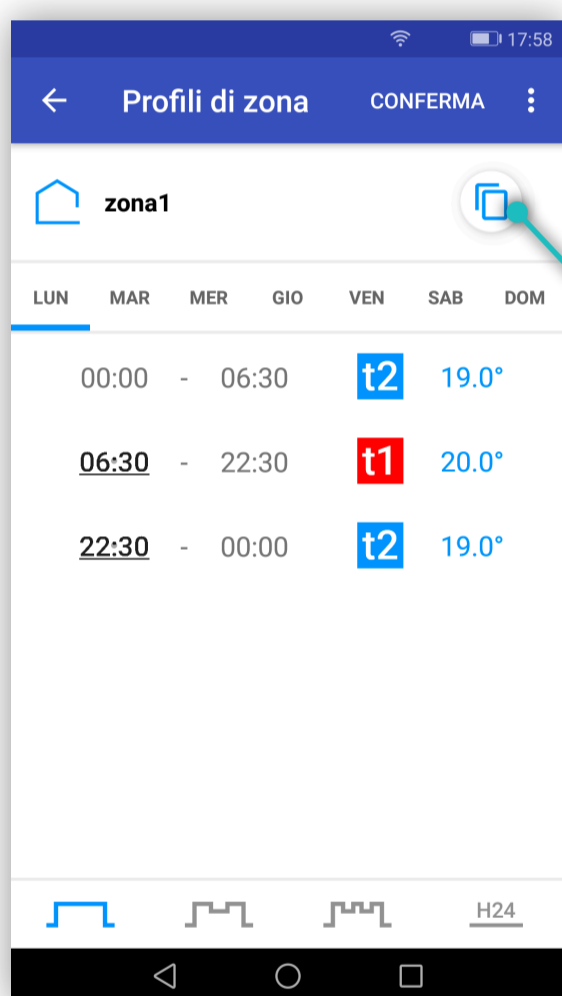 17:58
Profili di zona CONFERMA
zona1
LUN MAR MER GIO VEN SAB DOM
00:00 - 06:30 t2 19.0°
06:30 - 22:30 t1 20.0°
22:30 - 00:00 t2 19.0°
H24